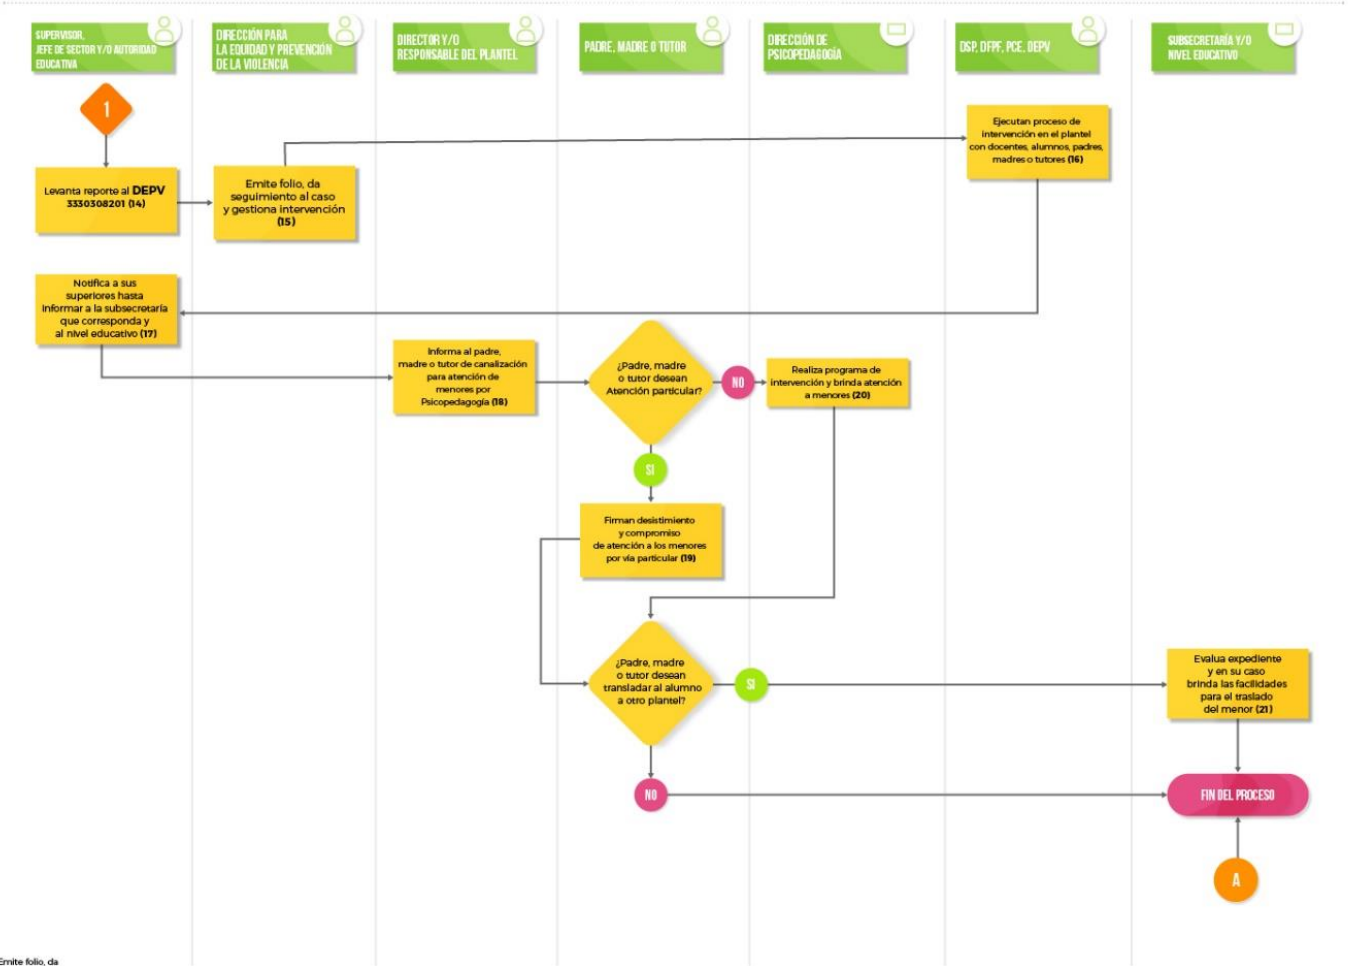 SUPERVISOR,
JEFE DE SECTOR Y/O AUTORIDAD
EDUCATIVA
DIRECCIÓN PARA
LA EQUIDAD Y PREVENCIÓN
DE LA VIOLENCIA
DIRECTOR Y/O
RESPONSABLE DEL PLANTEL
PADRE, MADRE O TUTOR
DIRECCIÓN DE
PSICOPEDAGOGÍA
DSP, DFPF, PCE, DEPV
SUBSECRETARÍA Y/O
NIVEL EDUCATIVO
1
Levanta reporte al DEPV
3330308201 (14)
Emite folio, da
seguimiento al caso
y gestiona intervención
(15)
Ejecutan proceso de
intervención en el plantel
con docentes, alumnos, padres,
madres o tutores (16)
Notifica a sus
superiores hasta
informar a la subsecretaría
que corresponda y
al nivel educativo (17)
Informa al padre,
madre o tutor de canalización
para atención de
menores por
Psicopedagogía (18)
¿Padre, madre
o tutor desean
Atención particular?
NO
Realiza programa de
intervención y brinda atención
a menores (20)
SI
Firman desistimiento
y compromiso
de atención a los menores
por vía particular (19)
¿Padre, madre
o tutor desean
transladar al alumno
a otro plantel?
SI
Evalua expediente
y en su caso
brinda las facilidades
para el traslado
del menor (21)
NO
FIN DEL PROCESO
A
Emite folio, da